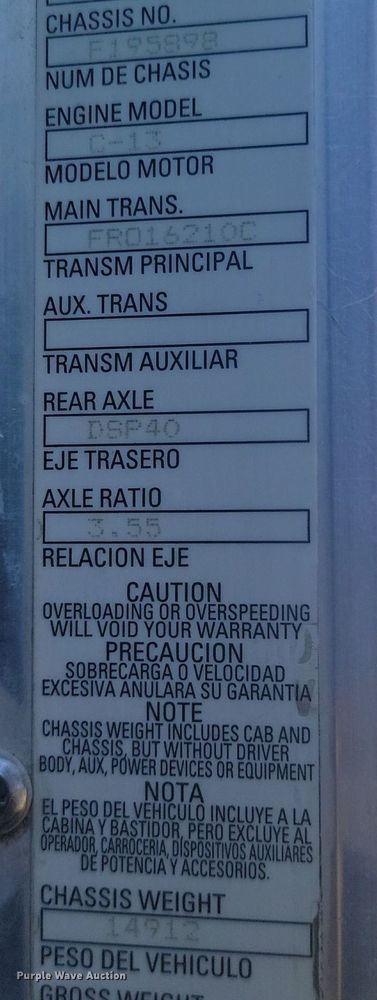 CHASSIS NO.
F195898
NUM DE CHASIS
ENGINE MODEL
C-13
MODELO MOTOR
MAIN TRANS.
FRO16210C
TRANSM PRINCIPAL
AUX. TRANS
TRANSM AUXILIAR
REAR AXLE
DSP40
EJE TRASERO
AXLE RATIO
3.55
RELACION EJE
CAUTION
OVERLOADING OR OVERSPEEDING
WILL VOID YOUR WARRANTY
PRECAUCION
SOBRECARGA O VELOCIDAD
EXCESIVA ANULARA SU GARANTIA
NOTE
CHASSIS WEIGHT INCLUDES CAB AND
CHASSIS, BUT WITHOUT DRIVER
BODY, AUX, POWER DEVICES OR EQUIPMENT
NOTA
EL PESO DEL VEHICULO INCLUYE A LA
CABINA Y BASTIDOR, PERO EXCLUYE AL
OPERADOR, CARROCERIA, DISPOSITIVOS AUXILIARES
DE POTENCIA Y ACCESORIOS.
CHASSIS WEIGHT
14912
PESO DEL VEHICULO
GROSS WEIGHT
Purple Wave Auction